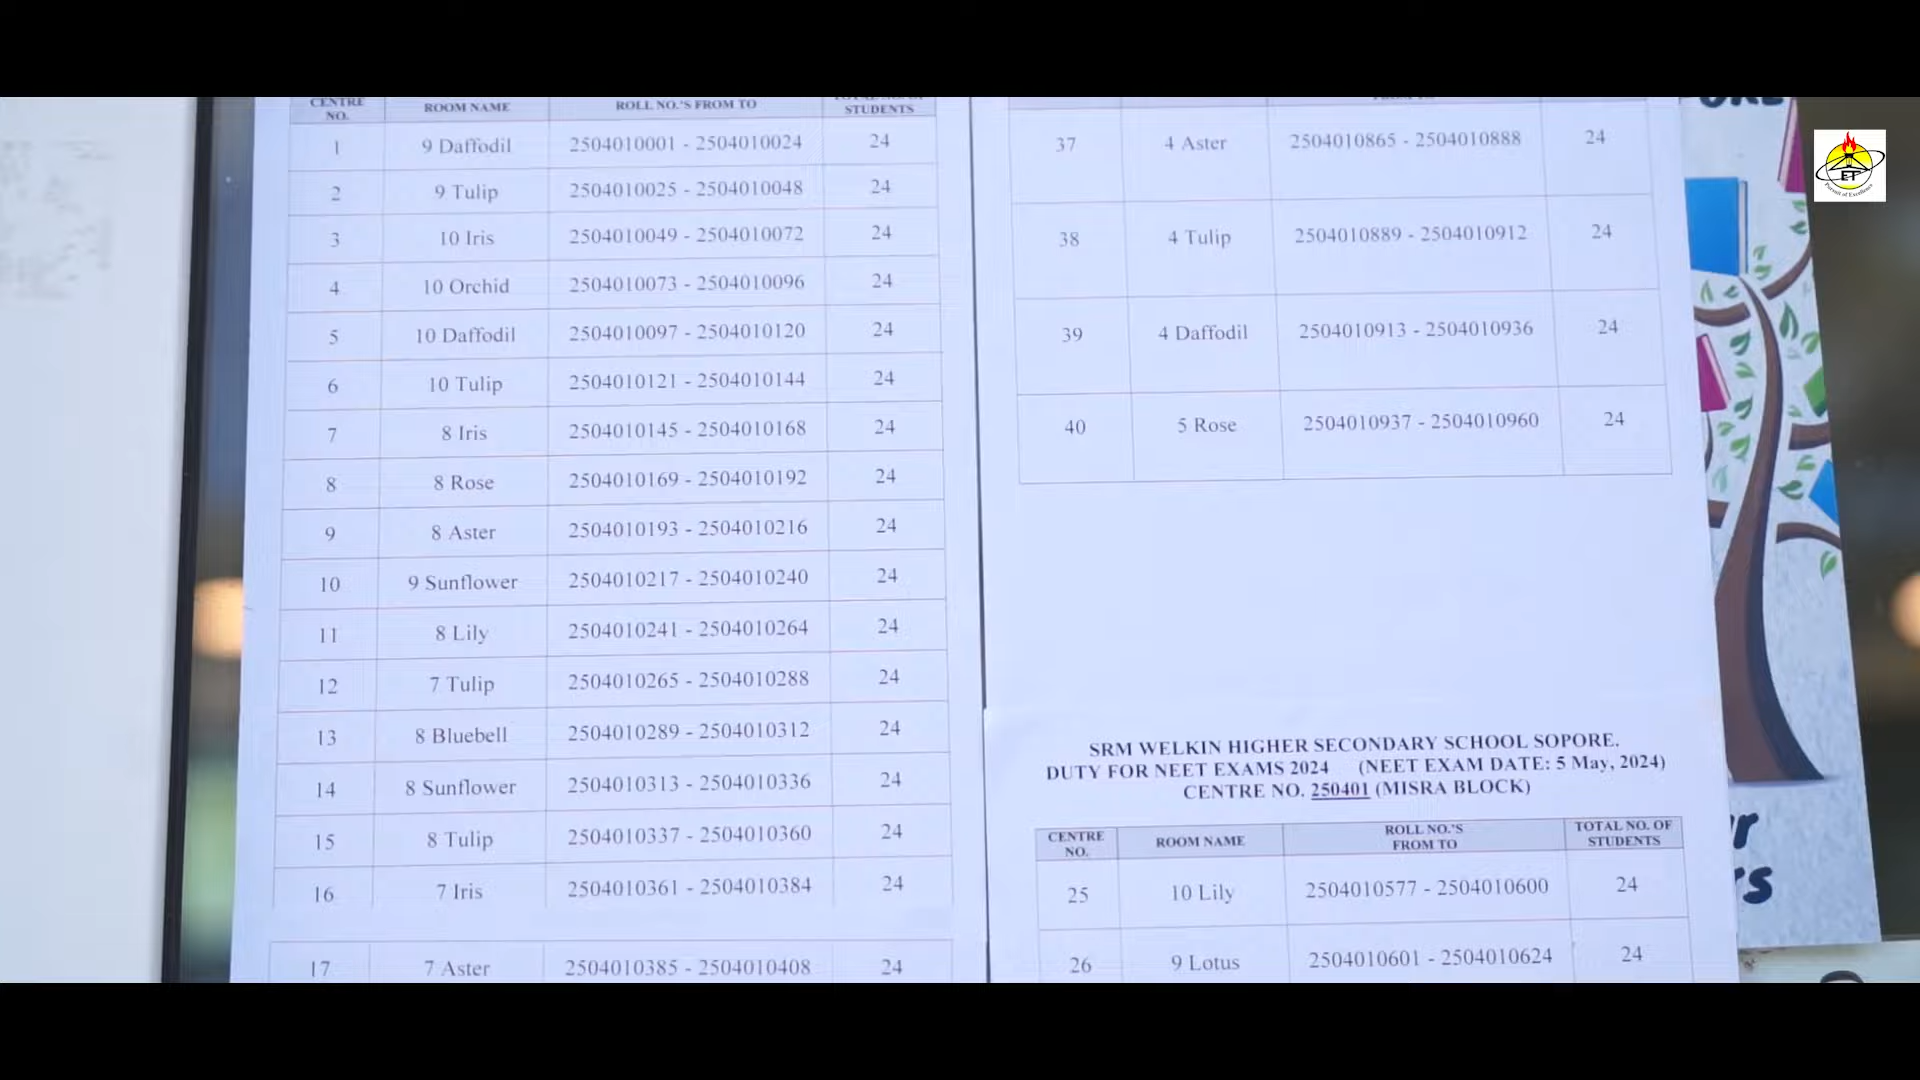 CENTRE NO. ROOM NAME ROLL NO.'S FROM TO TOTAL NO. OF STUDENTS
1 9 Daffodil 2504010001 - 2504010024 24
2 9 Tulip 2504010025 - 2504010048 24
3 10 Iris 2504010049 - 2504010072 24
4 10 Orchid 2504010073 - 2504010096 24
5 10 Daffodil 2504010097 - 2504010120 24
6 10 Tulip 2504010121 - 2504010144 24
7 8 Iris 2504010145 - 2504010168 24
8 8 Rose 2504010169 - 2504010192 24
9 8 Aster 2504010193 - 2504010216 24
10 9 Sunflower 2504010217 - 2504010240 24
11 8 Lily 2504010241 - 2504010264 24
12 7 Tulip 2504010265 - 2504010288 24
13 8 Bluebell 2504010289 - 2504010312 24
14 8 Sunflower 2504010313 - 2504010336 24
15 8 Tulip 2504010337 - 2504010360 24
16 7 Iris 2504010361 - 2504010384 24
17 7 Aster 2504010385 - 2504010408 24
37 4 Aster 2504010865 - 2504010888 24
38 4 Tulip 2504010889 - 2504010912 24
39 4 Daffodil 2504010913 - 2504010936 24
40 5 Rose 2504010937 - 2504010960 24
SRM WELKIN HIGHER SECONDARY SCHOOL SOPORE.
DUTY FOR NEET EXAMS 2024 (NEET EXAM DATE: 5 May, 2024)
CENTRE NO. 250401 (MISRA BLOCK)
CENTRE NO. ROOM NAME ROLL NO.'S FROM TO TOTAL NO. OF STUDENTS
25 10 Lily 2504010577 - 2504010600 24
26 9 Lotus 2504010601 - 2504010624 24
ET
Pursuit of Excellence